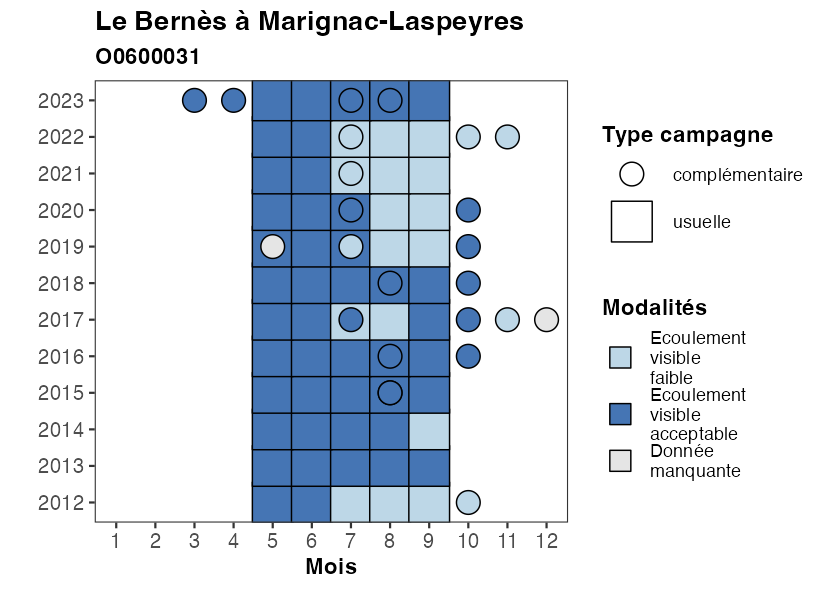 Le Bernès à Marignac-Laspeyres
O0600031
2023
2022
2021
2020
2019
2018
2017
2016
2015
2014
2013
2012
1 2 3 4 5 6 7 8 9 10 11 12
Mois
Type campagne
complémentaire
usuelle
Modalités
Ecoulement
visible
faible
Ecoulement
visible
acceptable
Donnée
manquante